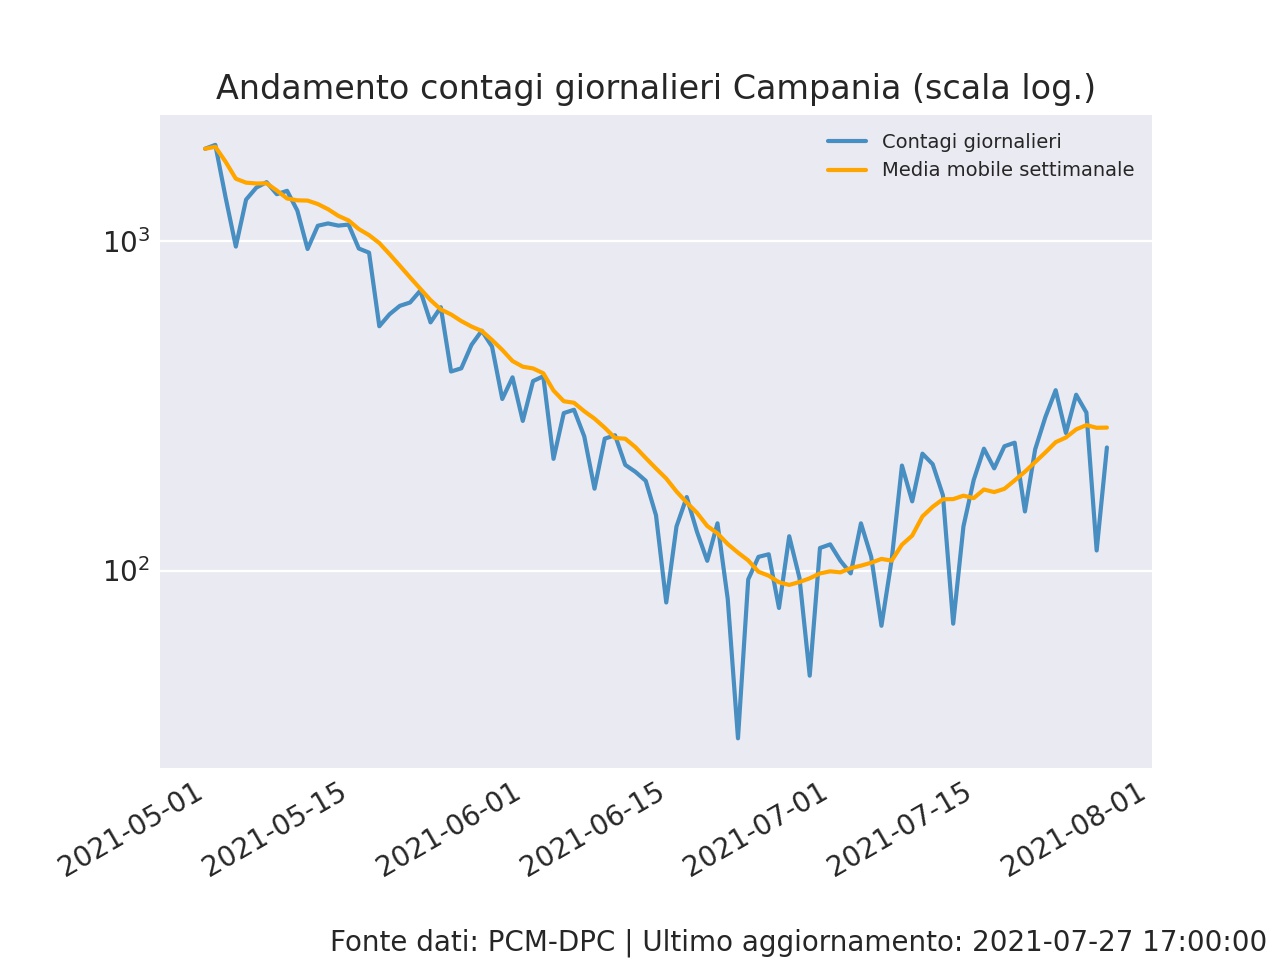 Andamento contagi giornalieri Campania (scala log.)
Contagi giornalieri
Media mobile settimanale
10³
10²
2021-05-01
2021-05-15
2021-06-01
2021-06-15
2021-07-01
2021-07-15
2021-08-01
Fonte dati: PCM-DPC | Ultimo aggiornamento: 2021-07-27 17:00:00